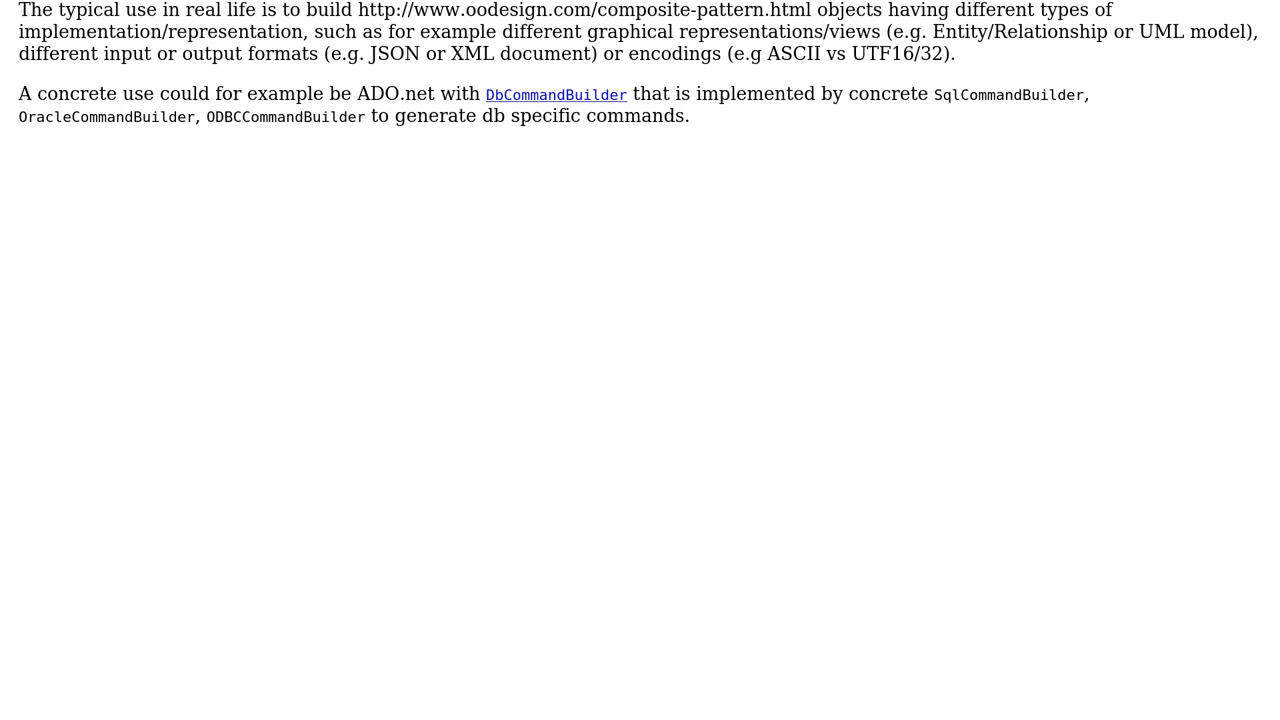 The typical use in real life is to build http://www.oodesign.com/composite-pattern.html objects having different types of
implementation/representation, such as for example different graphical representations/views (e.g. Entity/Relationship or UML model),
different input or output formats (e.g. JSON or XML document) or encodings (e.g ASCII vs UTF16/32).
A concrete use could for example be ADO.net with DbCommandBuilder that is implemented by concrete SqlCommandBuilder,
OracleCommandBuilder, ODBCCommandBuilder to generate db specific commands.